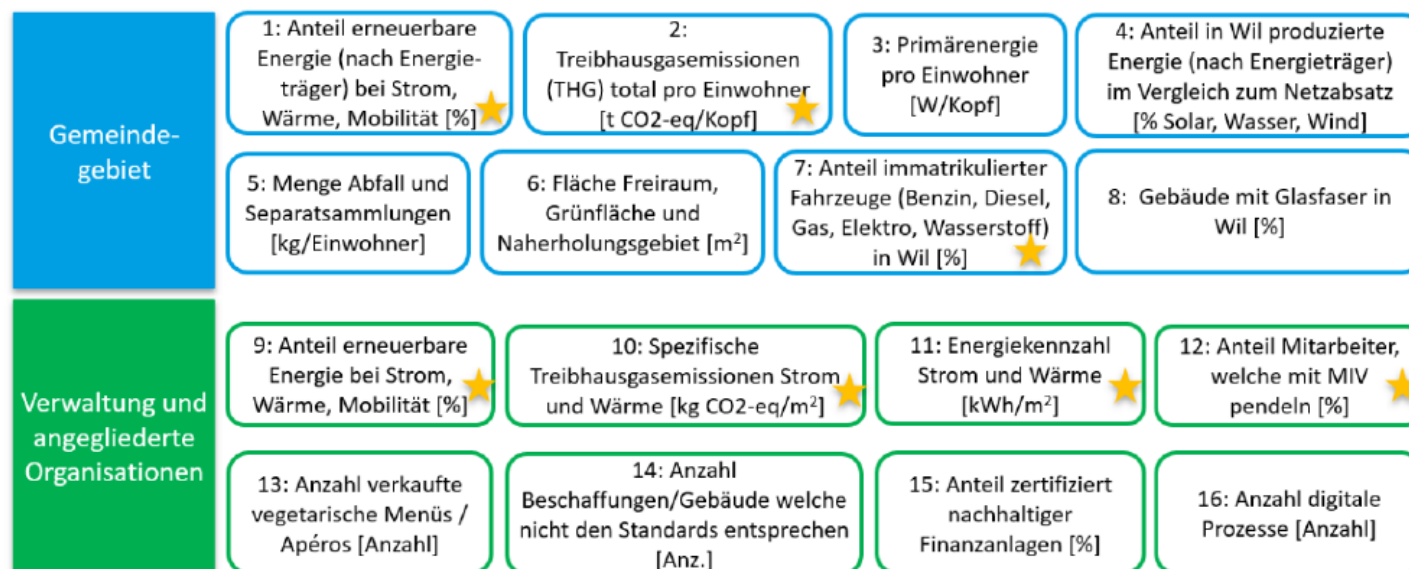 Gemeinde-
gebiet
1: Anteil erneuerbare
Energie (nach Energie-
träger) bei Strom,
Wärme, Mobilität [%]
2:
Treibhausgasemissionen
(THG) total pro Einwohner
[t CO2-eq/Kopf]
3: Primärenergie
pro Einwohner
[W/Kopf]
4: Anteil in Wil produzierte
Energie (nach Energieträger)
im Vergleich zum Netzabsatz
[% Solar, Wasser, Wind]
5: Menge Abfall und
Separatsammlungen
[kg/Einwohner]
6: Fläche Freiraum,
Grünfläche und
Naherholungsgebiet [m²]
7: Anteil immatrikulierter
Fahrzeuge (Benzin, Diesel,
Gas, Elektro, Wasserstoff)
in Wil [%]
8: Gebäude mit Glasfaser in
Wil [%]
Verwaltung und
angegliederte
Organisationen
9: Anteil erneuerbare
Energie bei Strom,
Wärme, Mobilität [%]
10: Spezifische
Treibhausgasemissionen Strom
und Wärme [kg CO2-eq/m²]
11: Energiekennzahl
Strom und Wärme
[kWh/m²]
12: Anteil Mitarbeiter,
welche mit MIV
pendeln [%]
13: Anzahl verkaufte
vegetarische Menüs /
Apéros [Anzahl]
14: Anzahl
Beschaffungen/Gebäude welche
nicht den Standards entsprechen
[Anz.]
15: Anteil zertifiziert
nachhaltiger
Finanzanlagen [%]
16: Anzahl digitale
Prozesse [Anzahl]